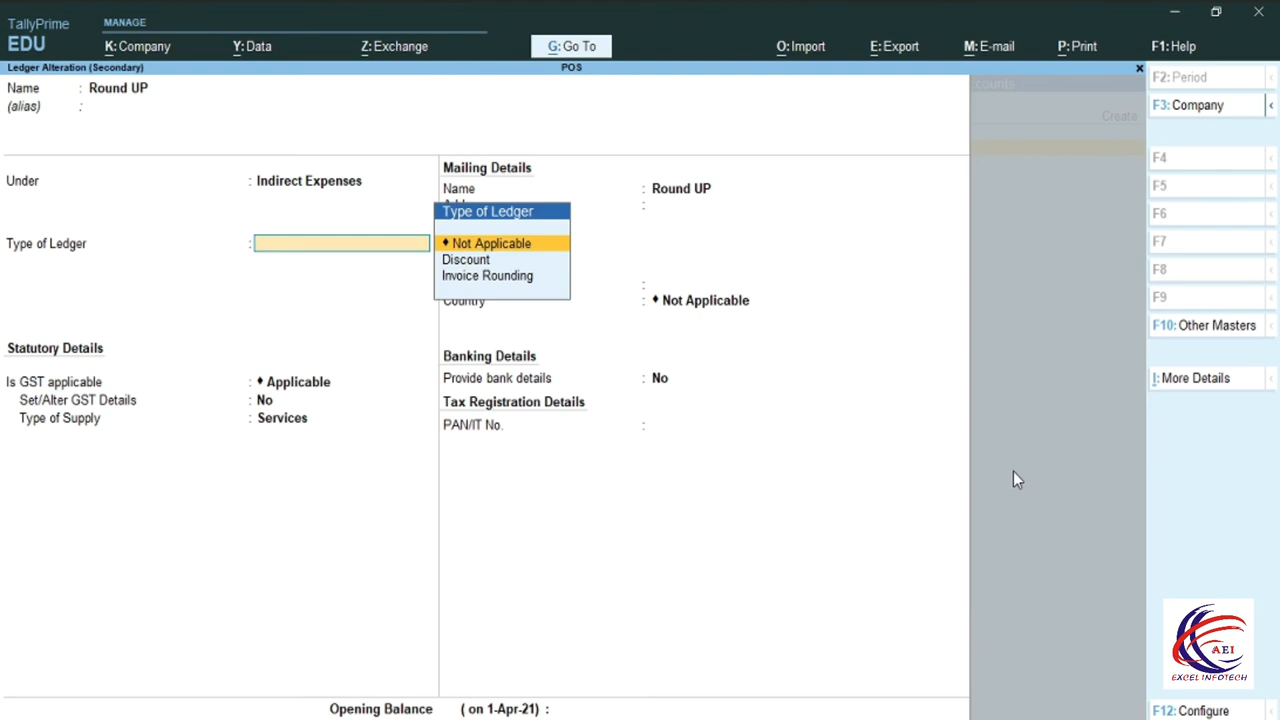 TallyPrime
EDU
MANAGE
K: Company
Y: Data
Z: Exchange
G: Go To
O: Import
E: Export
M: E-mail
P: Print
F1: Help
Ledger Alteration (Secondary)
POS
counts
Create
Name : Round UP
(alias) :
Under : Indirect Expenses
Type of Ledger :
Statutory Details
Is GST applicable : ♦ Applicable
Set/Alter GST Details : No
Type of Supply : Services
Mailing Details
Name : Round UP
:
Type of Ledger
♦ Not Applicable
Discount
Invoice Rounding
:
Country : ♦ Not Applicable
Banking Details
Provide bank details : No
Tax Registration Details
PAN/IT No. :
Opening Balance ( on 1-Apr-21) :
F2: Period
F3: Company
F4
F5
F6
F7
F8
F9
F10: Other Masters
I: More Details
AEI
EXCEL INFOTECH
F12: Configure